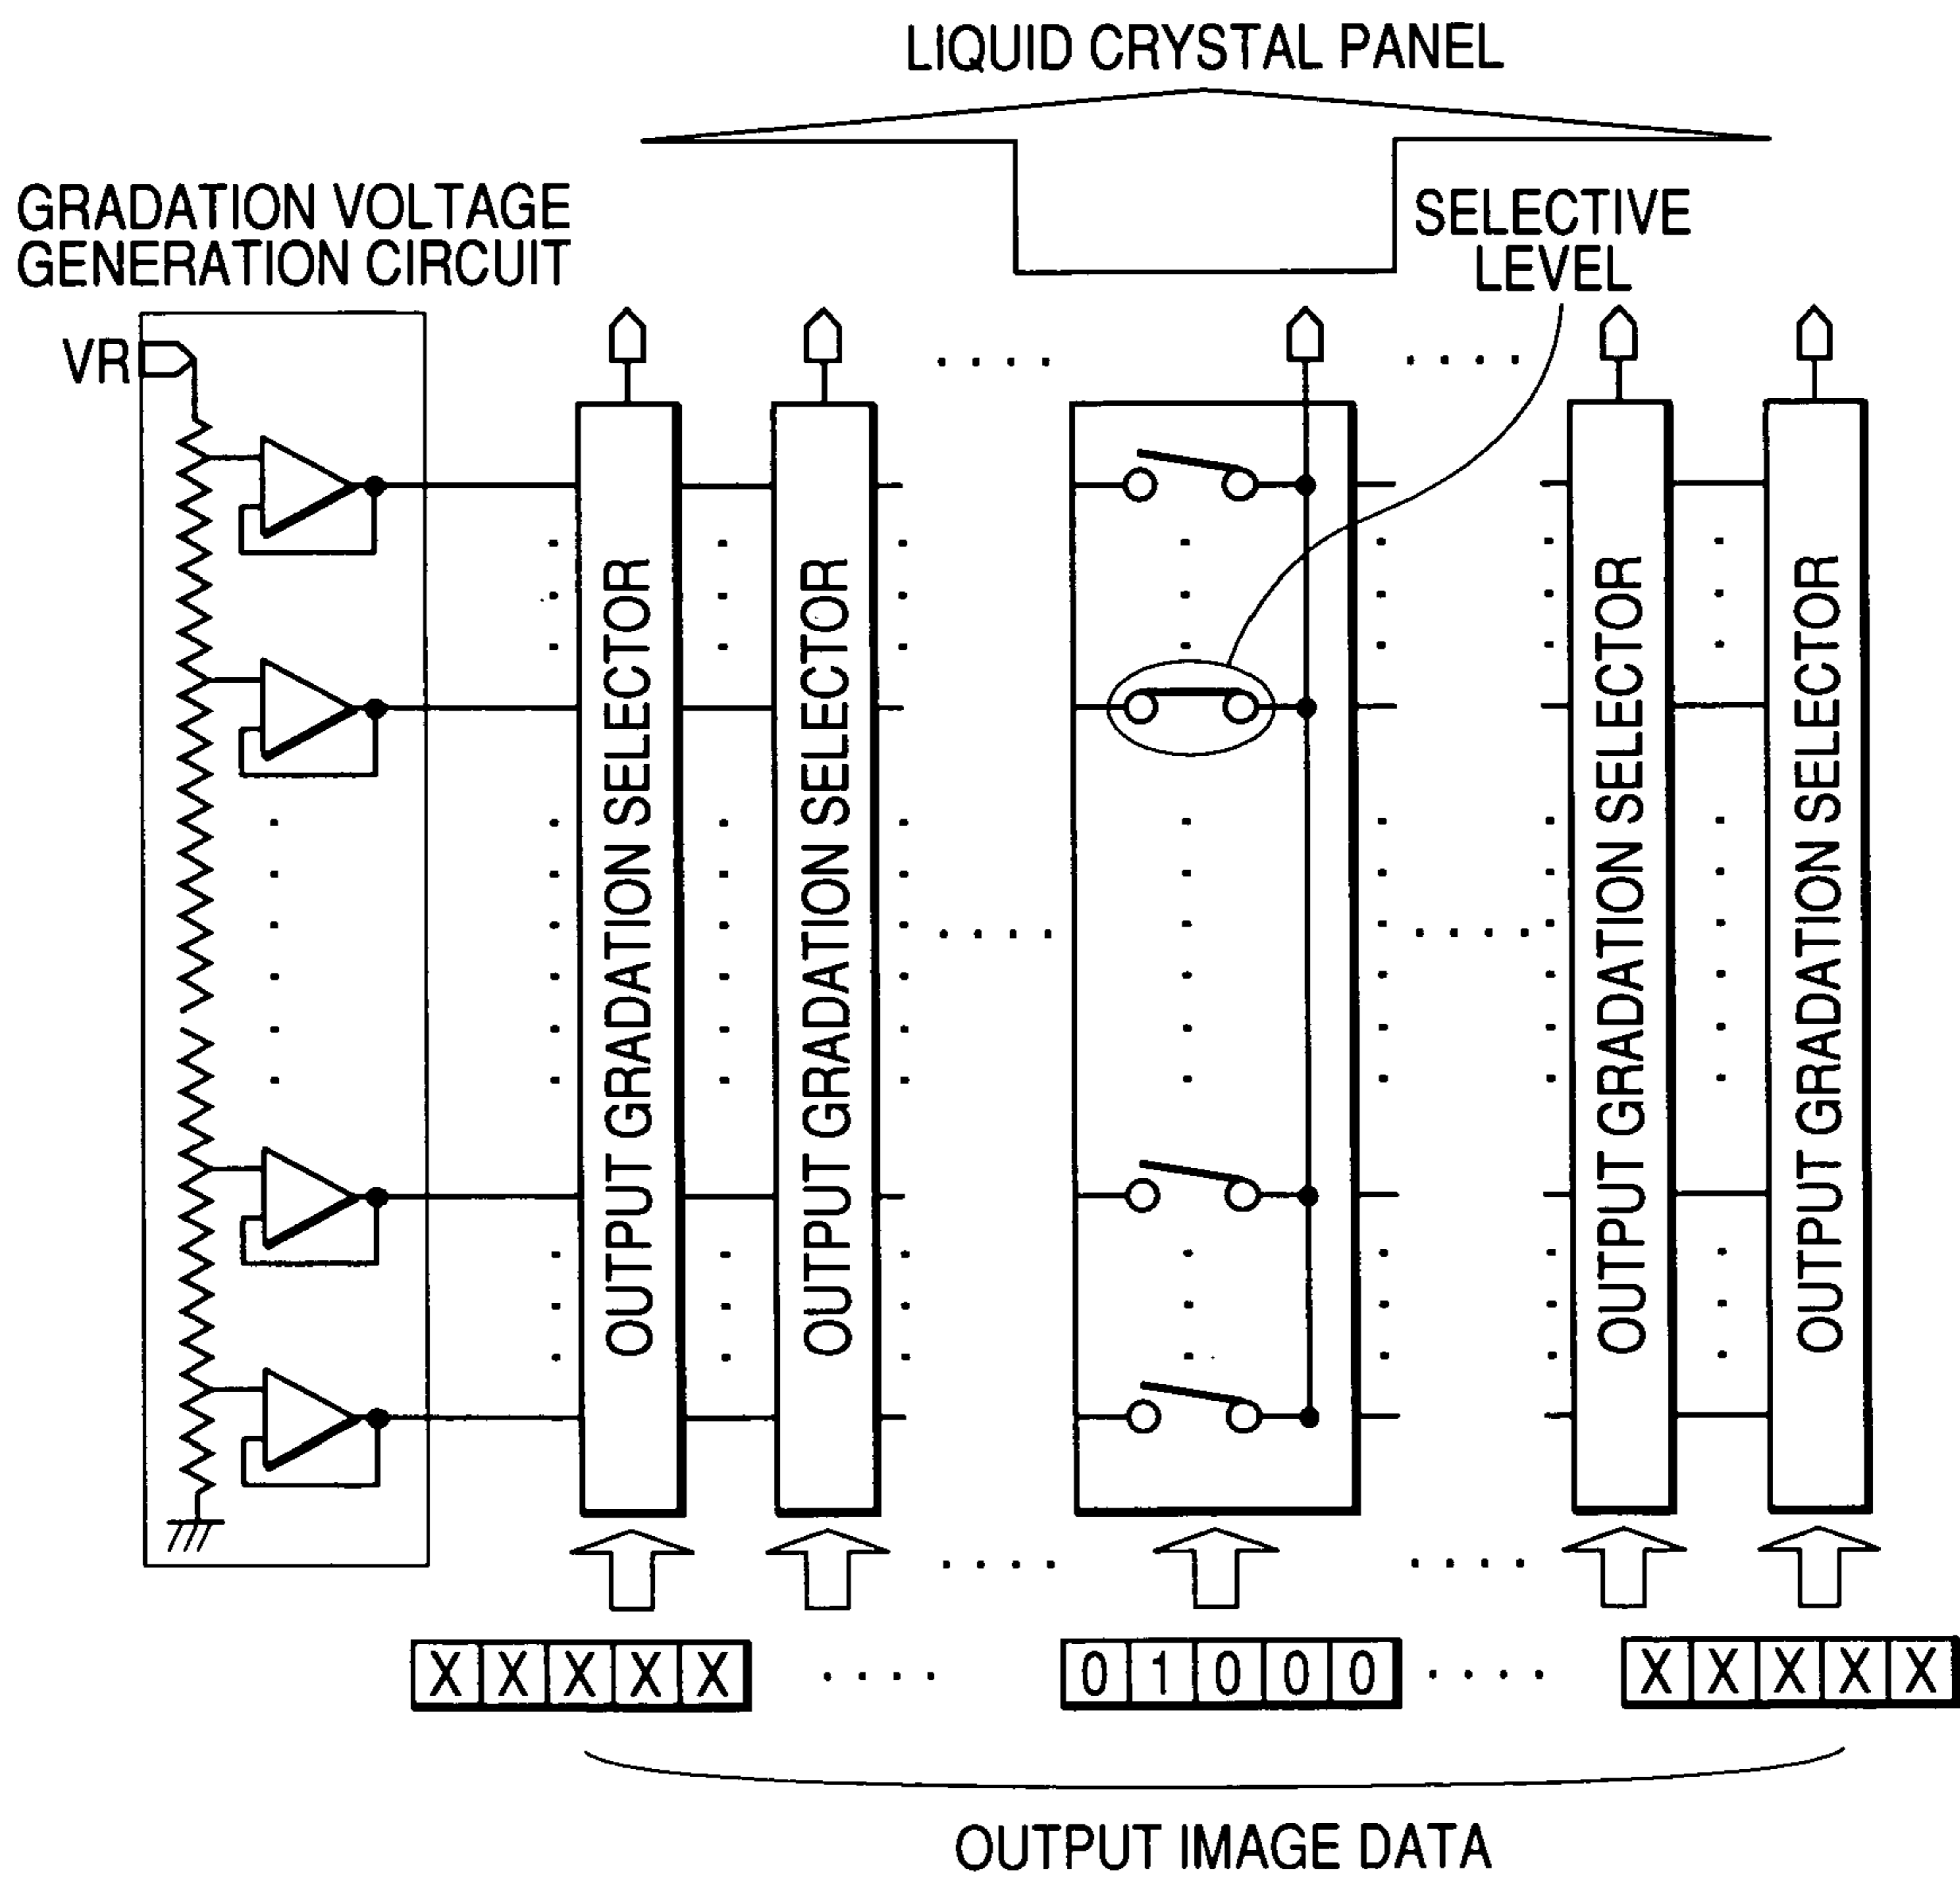 LIQUID CRYSTAL PANEL
GRADATION VOLTAGE
GENERATION CIRCUIT
SELECTIVE
LEVEL
VR
OUTPUT GRADATION SELECTOR
OUTPUT GRADATION SELECTOR
OUTPUT GRADATION SELECTOR
OUTPUT GRADATION SELECTOR
X X X X X
0 1 0 0 0
X X X X X
OUTPUT IMAGE DATA